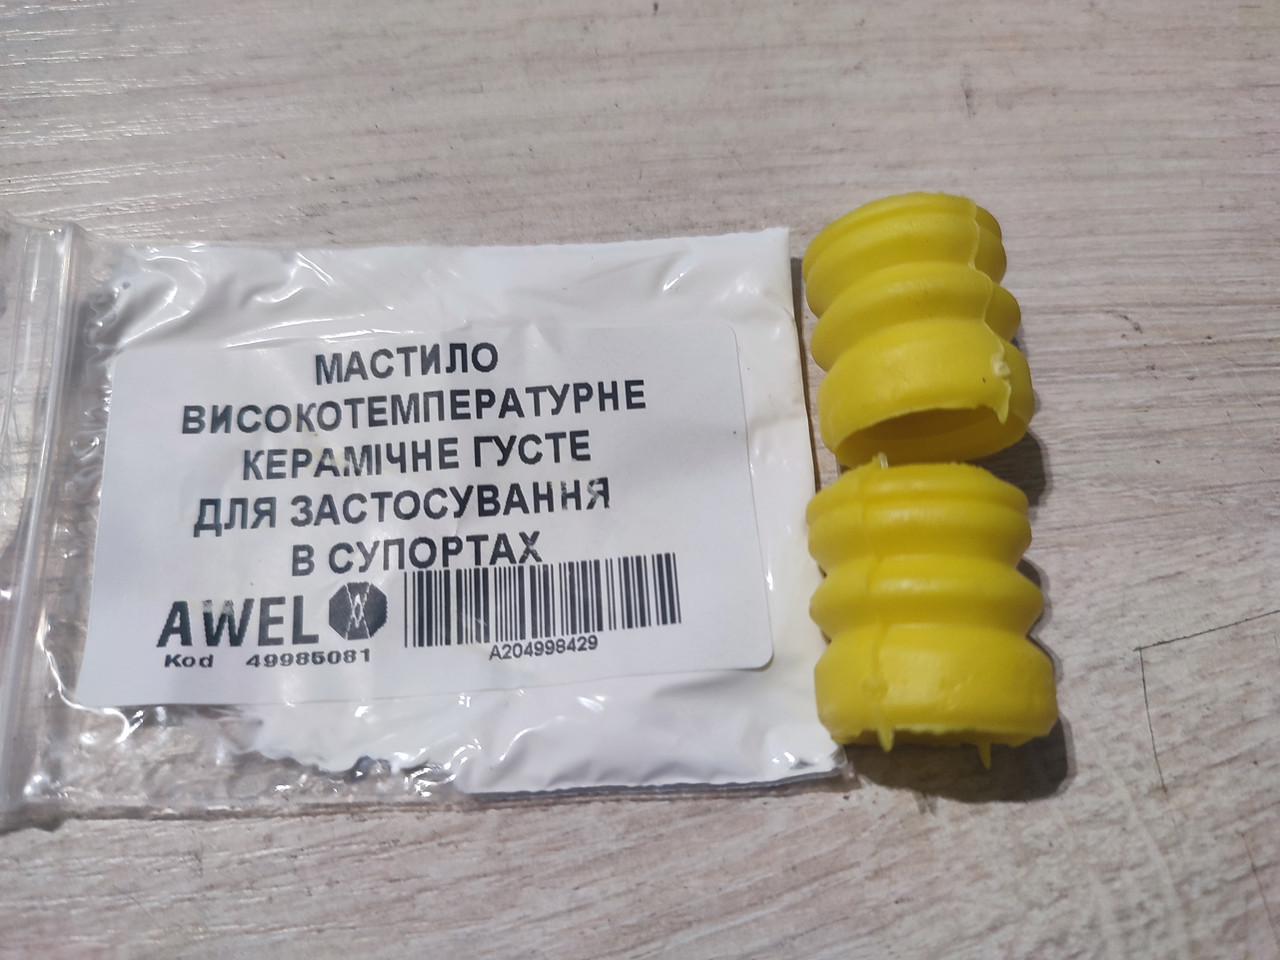 МАСТИЛО
ВИСОКОТЕМПЕРАТУРНЕ
КЕРАМІЧНЕ ГУСТЕ
ДЛЯ ЗАСТОСУВАННЯ
В СУПОРТАХ
AWEL
Kod 49985081
A204998429